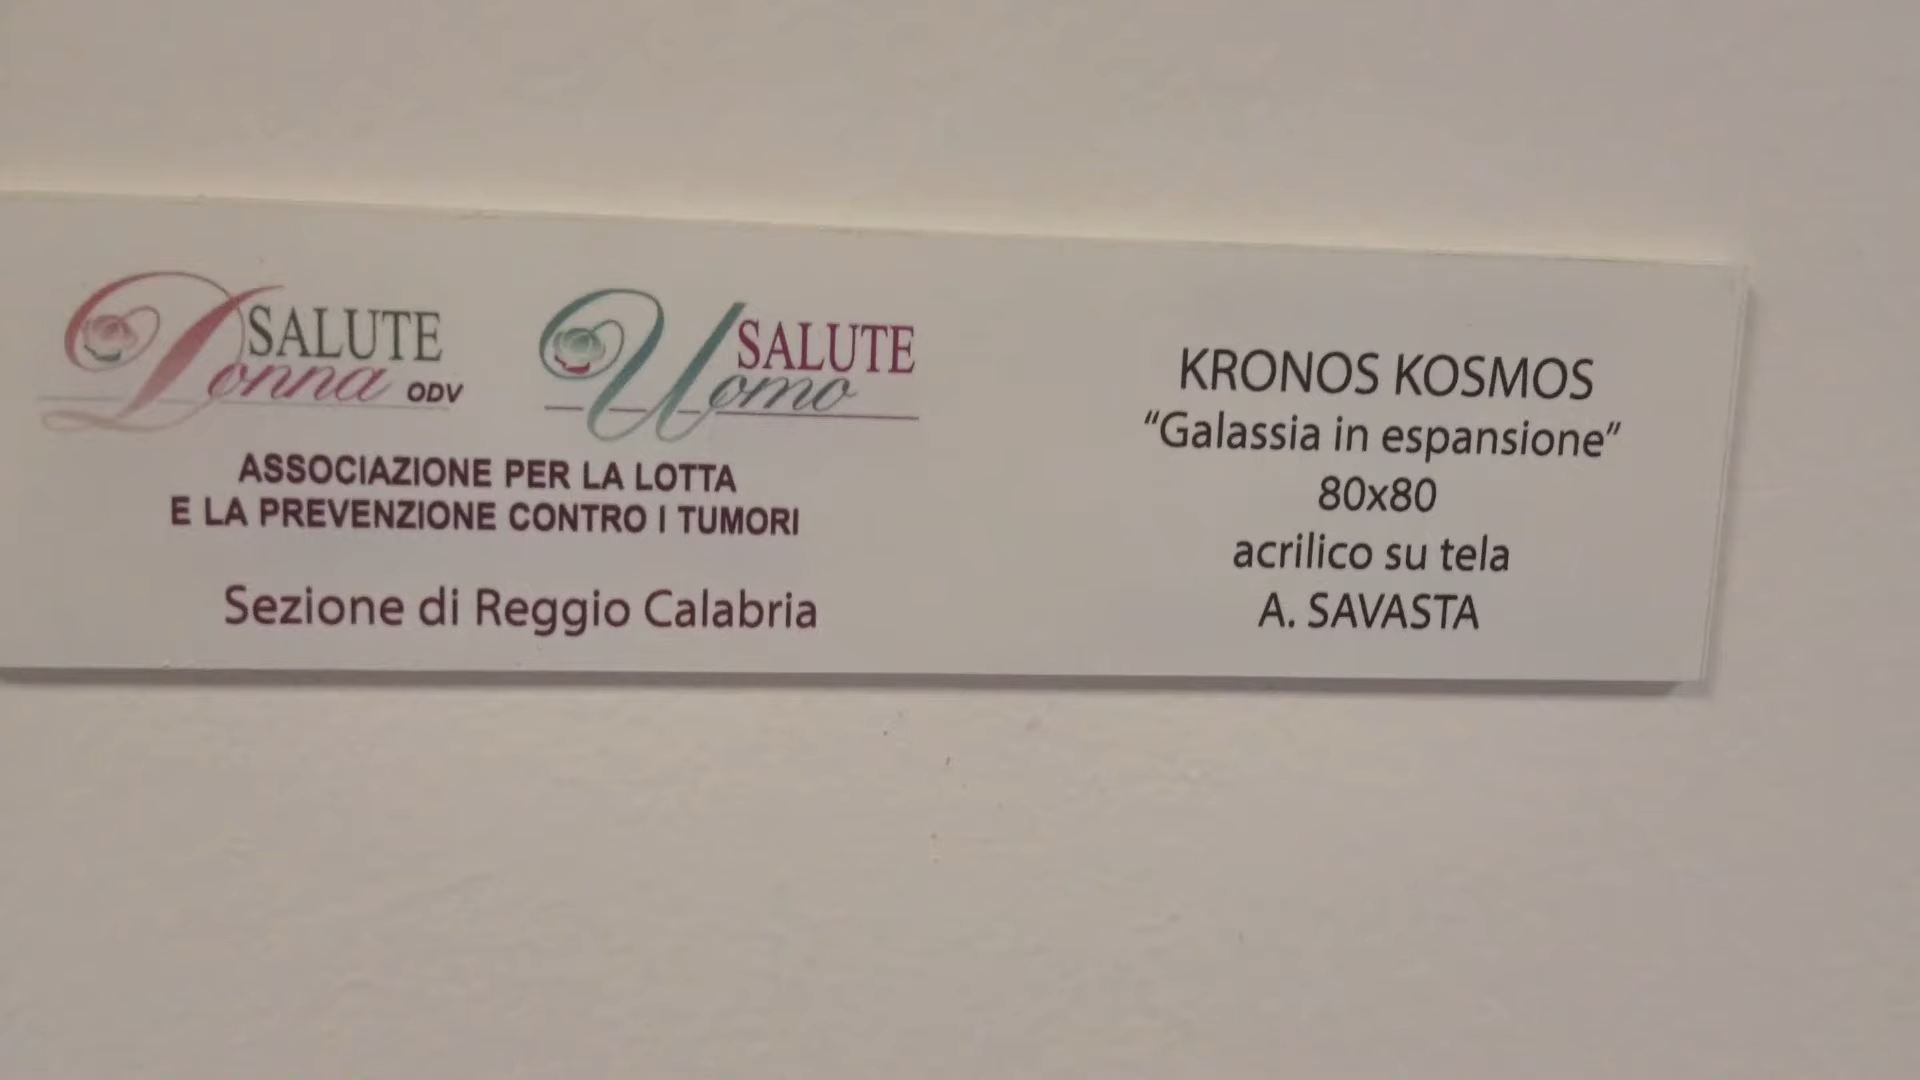 SALUTE
Donna ODV
SALUTE
Uomo
ASSOCIAZIONE PER LA LOTTA
E LA PREVENZIONE CONTRO I TUMORI
Sezione di Reggio Calabria
KRONOS KOSMOS
“Galassia in espansione”
80x80
acrilico su tela
A. SAVASTA